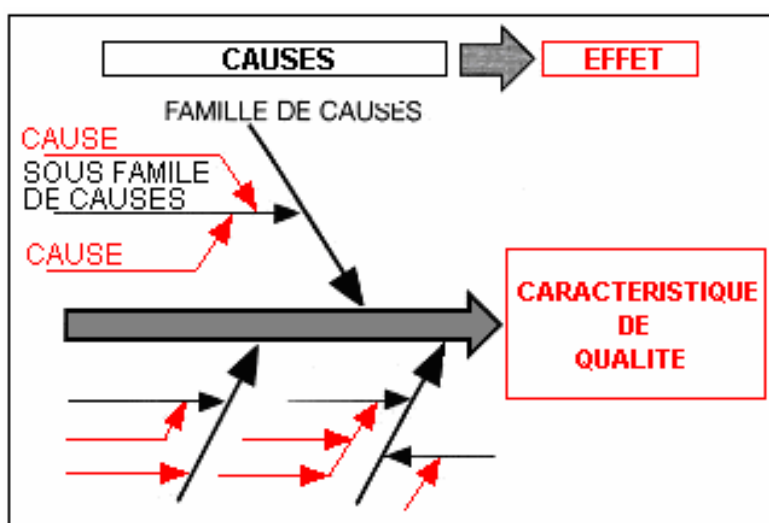 CAUSES
EFFET
FAMILLE DE CAUSES
CAUSE
SOUS FAMILE
DE CAUSES
CAUSE
CARACTERISTIQUE
DE
QUALITE